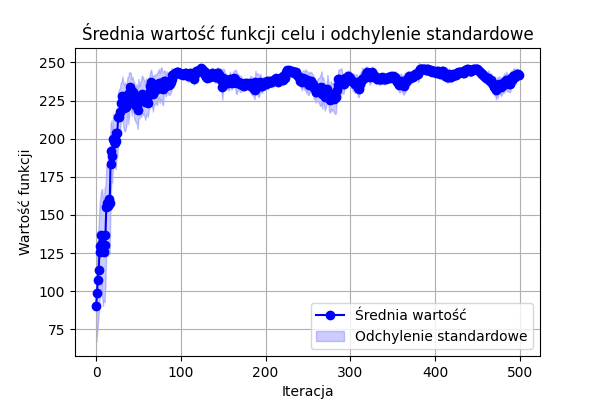 Średnia wartość funkcji celu i odchylenie standardowe
Wartość funkcji
250
225
200
175
150
125
100
75
0 100 200 300 400 500
Iteracja
Średnia wartość
Odchylenie standardowe